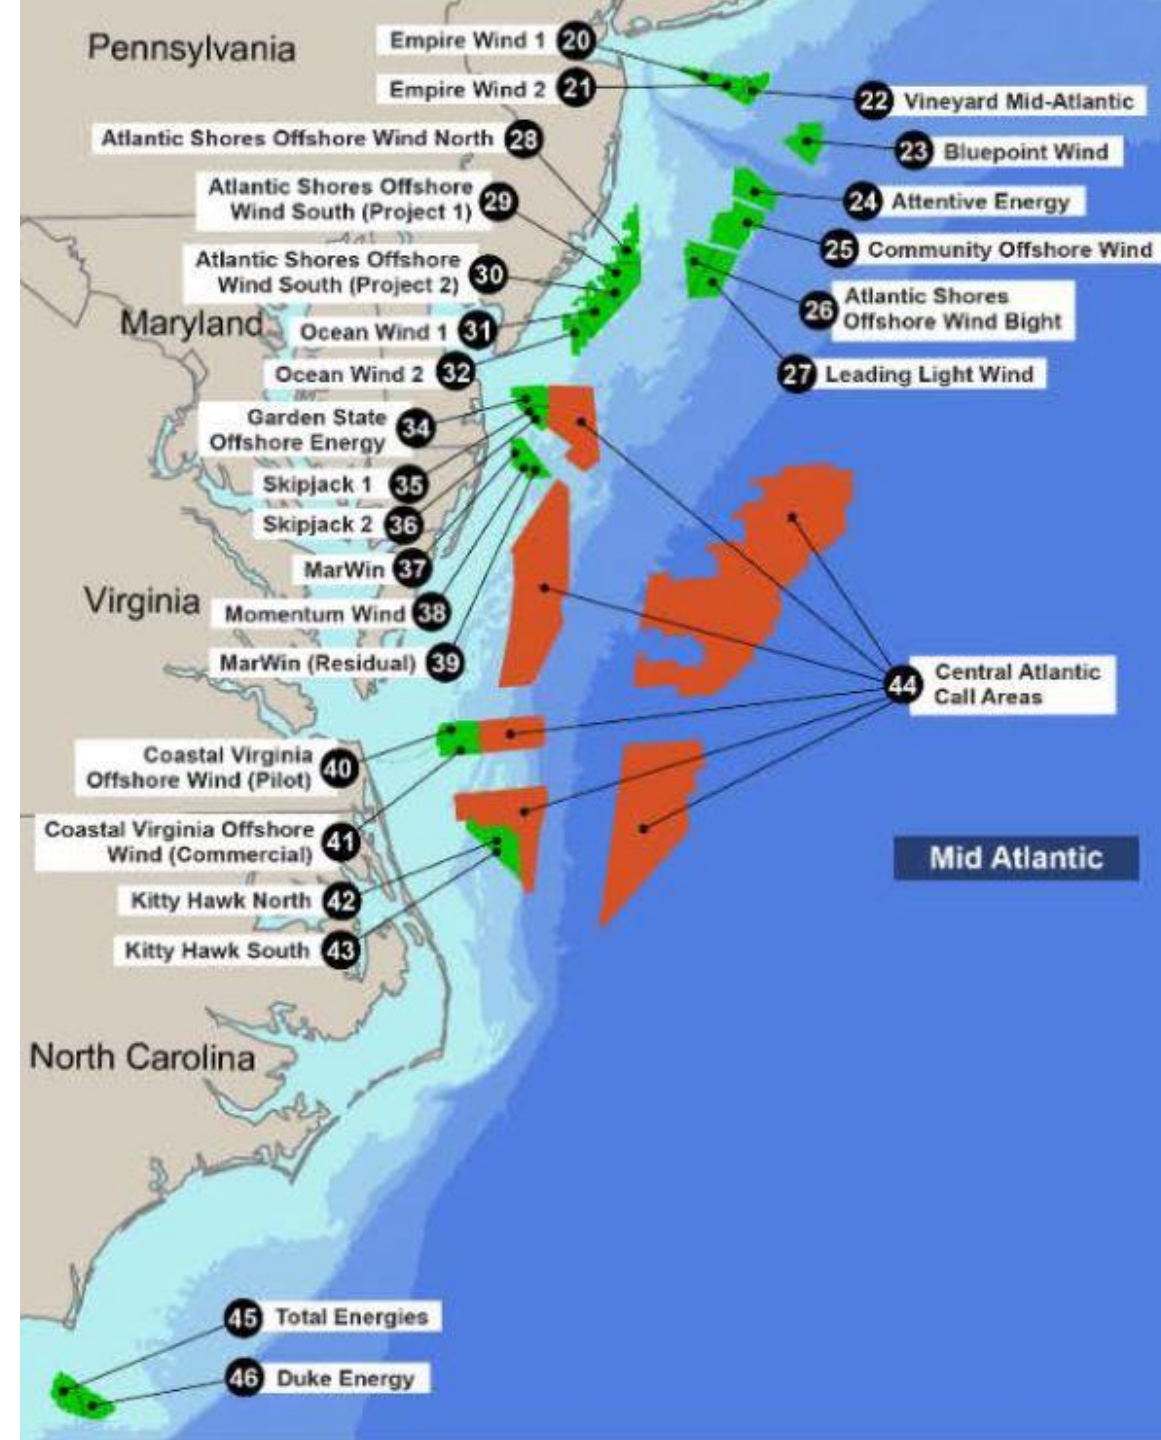 Pennsylvania
Empire Wind 1 20
Empire Wind 2 21
22 Vineyard Mid-Atlantic
Atlantic Shores Offshore Wind North 28
23 Bluepoint Wind
Atlantic Shores Offshore
Wind South (Project 1) 29
24 Attentive Energy
25 Community Offshore Wind
Atlantic Shores Offshore
Wind South (Project 2) 30
26 Atlantic Shores
Offshore Wind Bight
Maryland
Ocean Wind 1 31
Ocean Wind 2 32
27 Leading Light Wind
Garden State
Offshore Energy 34
Skipjack 1 35
Skipjack 2 36
MarWin 37
Virginia
Momentum Wind 38
MarWin (Residual) 39
44 Central Atlantic
Call Areas
Coastal Virginia
Offshore Wind (Pilot) 40
Coastal Virginia Offshore
Wind (Commercial) 41
Mid Atlantic
Kitty Hawk North 42
Kitty Hawk South 43
North Carolina
45 Total Energies
46 Duke Energy